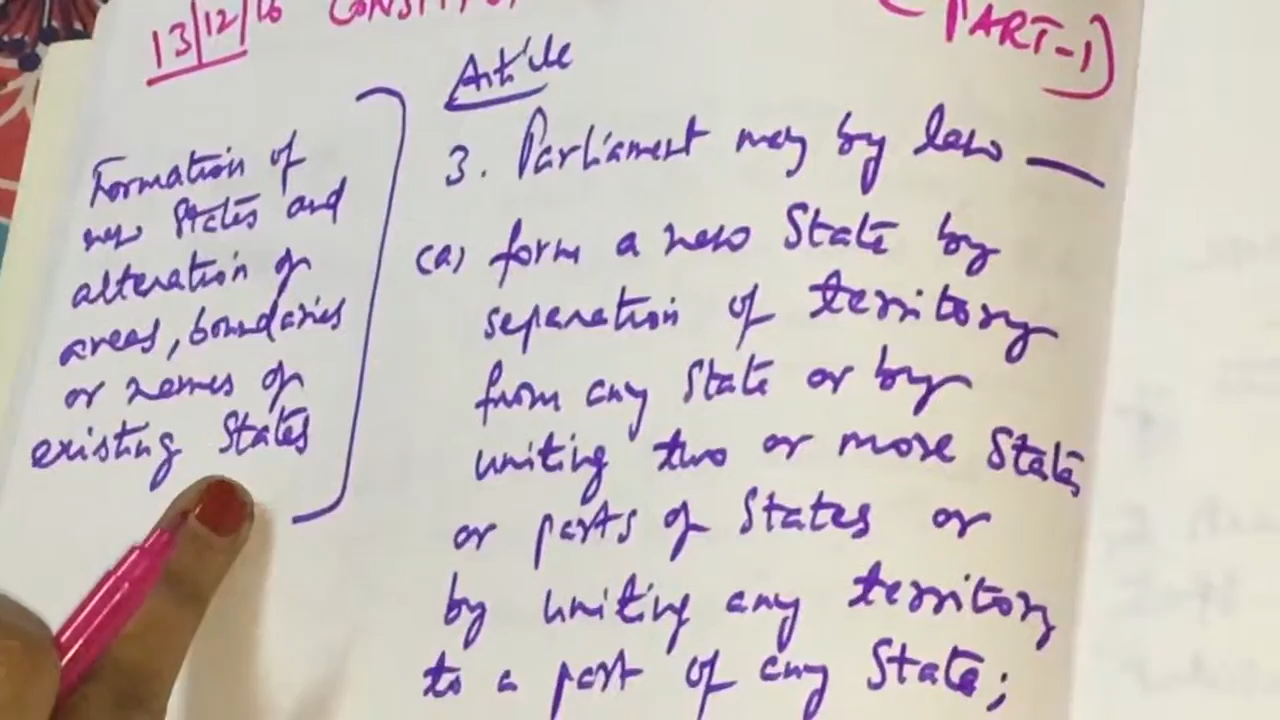 13/12/16
(PART-1)
Article
Formation of
new States and
alteration of
areas, boundaries
or names of
existing States
3. Parliament may by law —
(a) form a new State by
separation of territory
from any State or by
uniting two or more States
or parts of States or
by uniting any territory
to a part of any State;